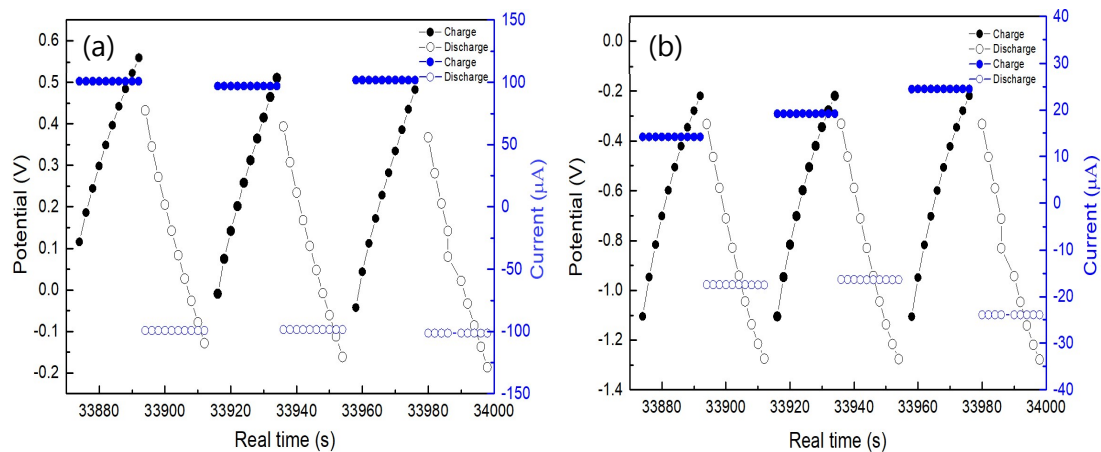 (a)
Charge
Discharge
Charge
Discharge
0.6
0.5
0.4
0.3
0.2
0.1
0.0
-0.1
-0.2
Potential (V)
150
100
50
0
-50
-100
-150
Current (μA)
33880
33900
33920
33940
33960
33980
34000
Real time (s)
(b)
Charge
Discharge
Charge
Discharge
0.0
-0.2
-0.4
-0.6
-0.8
-1.0
-1.2
-1.4
Potential (V)
40
30
20
10
0
-10
-20
-30
-40
Current (μA)
33880
33900
33920
33940
33960
33980
34000
Real time (s)